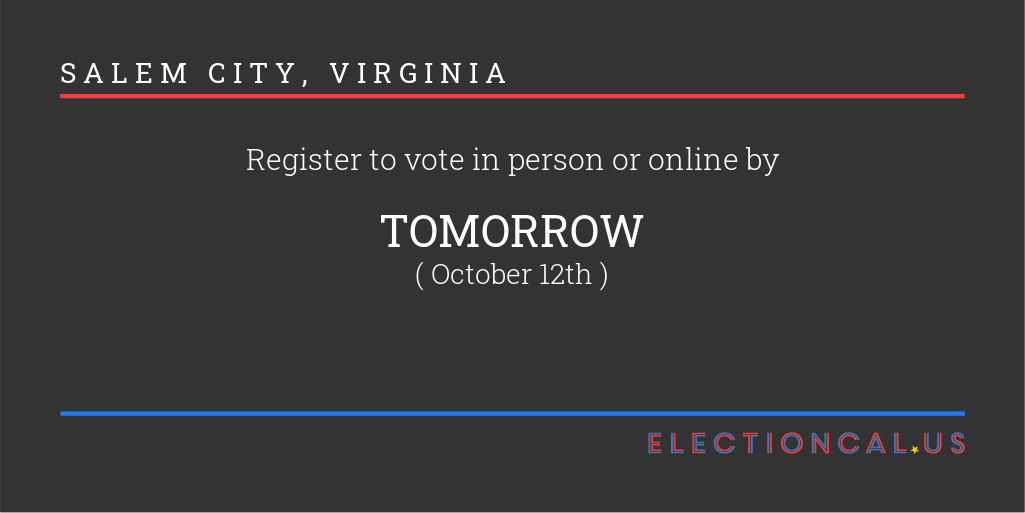 SALEM CITY, VIRGINIA
Register to vote in person or online by
TOMORROW
( October 12th )
ELECTIONCAL.US